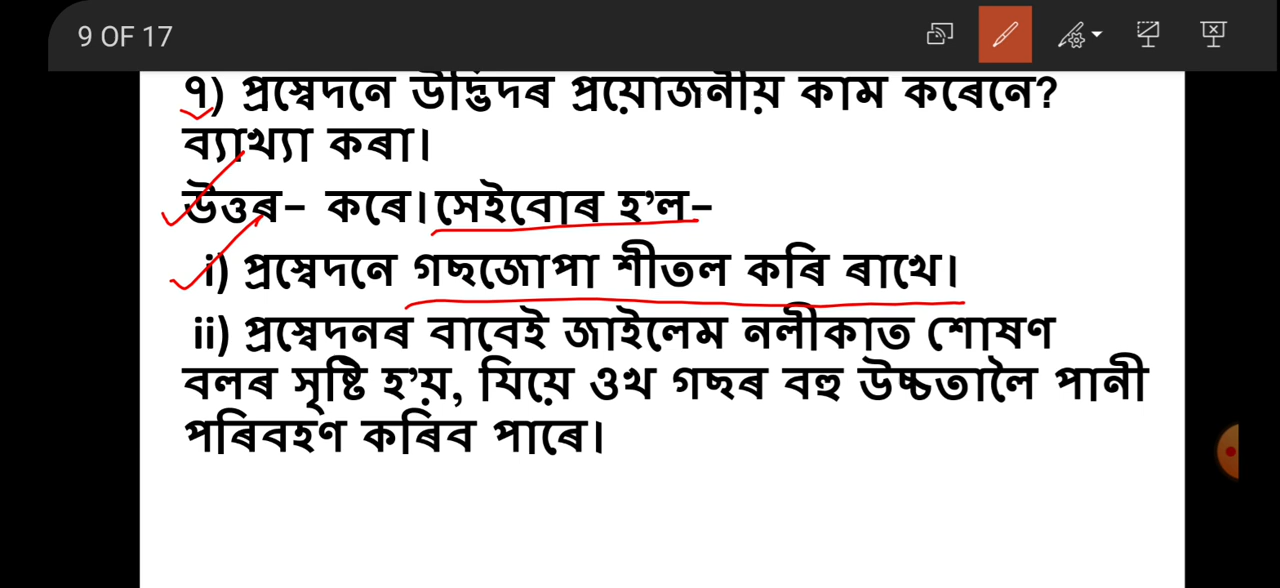 9 OF 17
৭) প্ৰস্বেদনে উদ্ভিদৰ প্ৰয়োজনীয় কাম কৰেনে?
ব্যাখ্যা কৰা।
উত্তৰ– কৰে।সেইবোৰ হ’ল–
i) প্ৰস্বেদনে গছজোপা শীতল কৰি ৰাখে।
ii) প্ৰস্বেদনৰ বাবেই জাইলেম নলীকাত শোষণ
বলৰ সৃষ্টি হ’য়, যিয়ে ওখ গছৰ বহু উচ্চতালৈ পানী
পৰিবহণ কৰিব পাৰে।